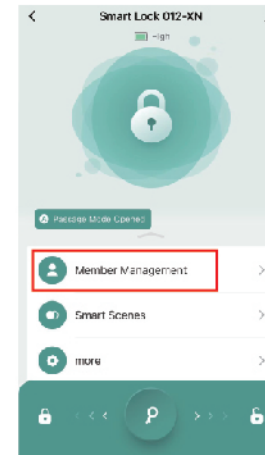 Smart Lock 012-XN
High
Passage Mode Opened
Member Management
Smart Scenes
more